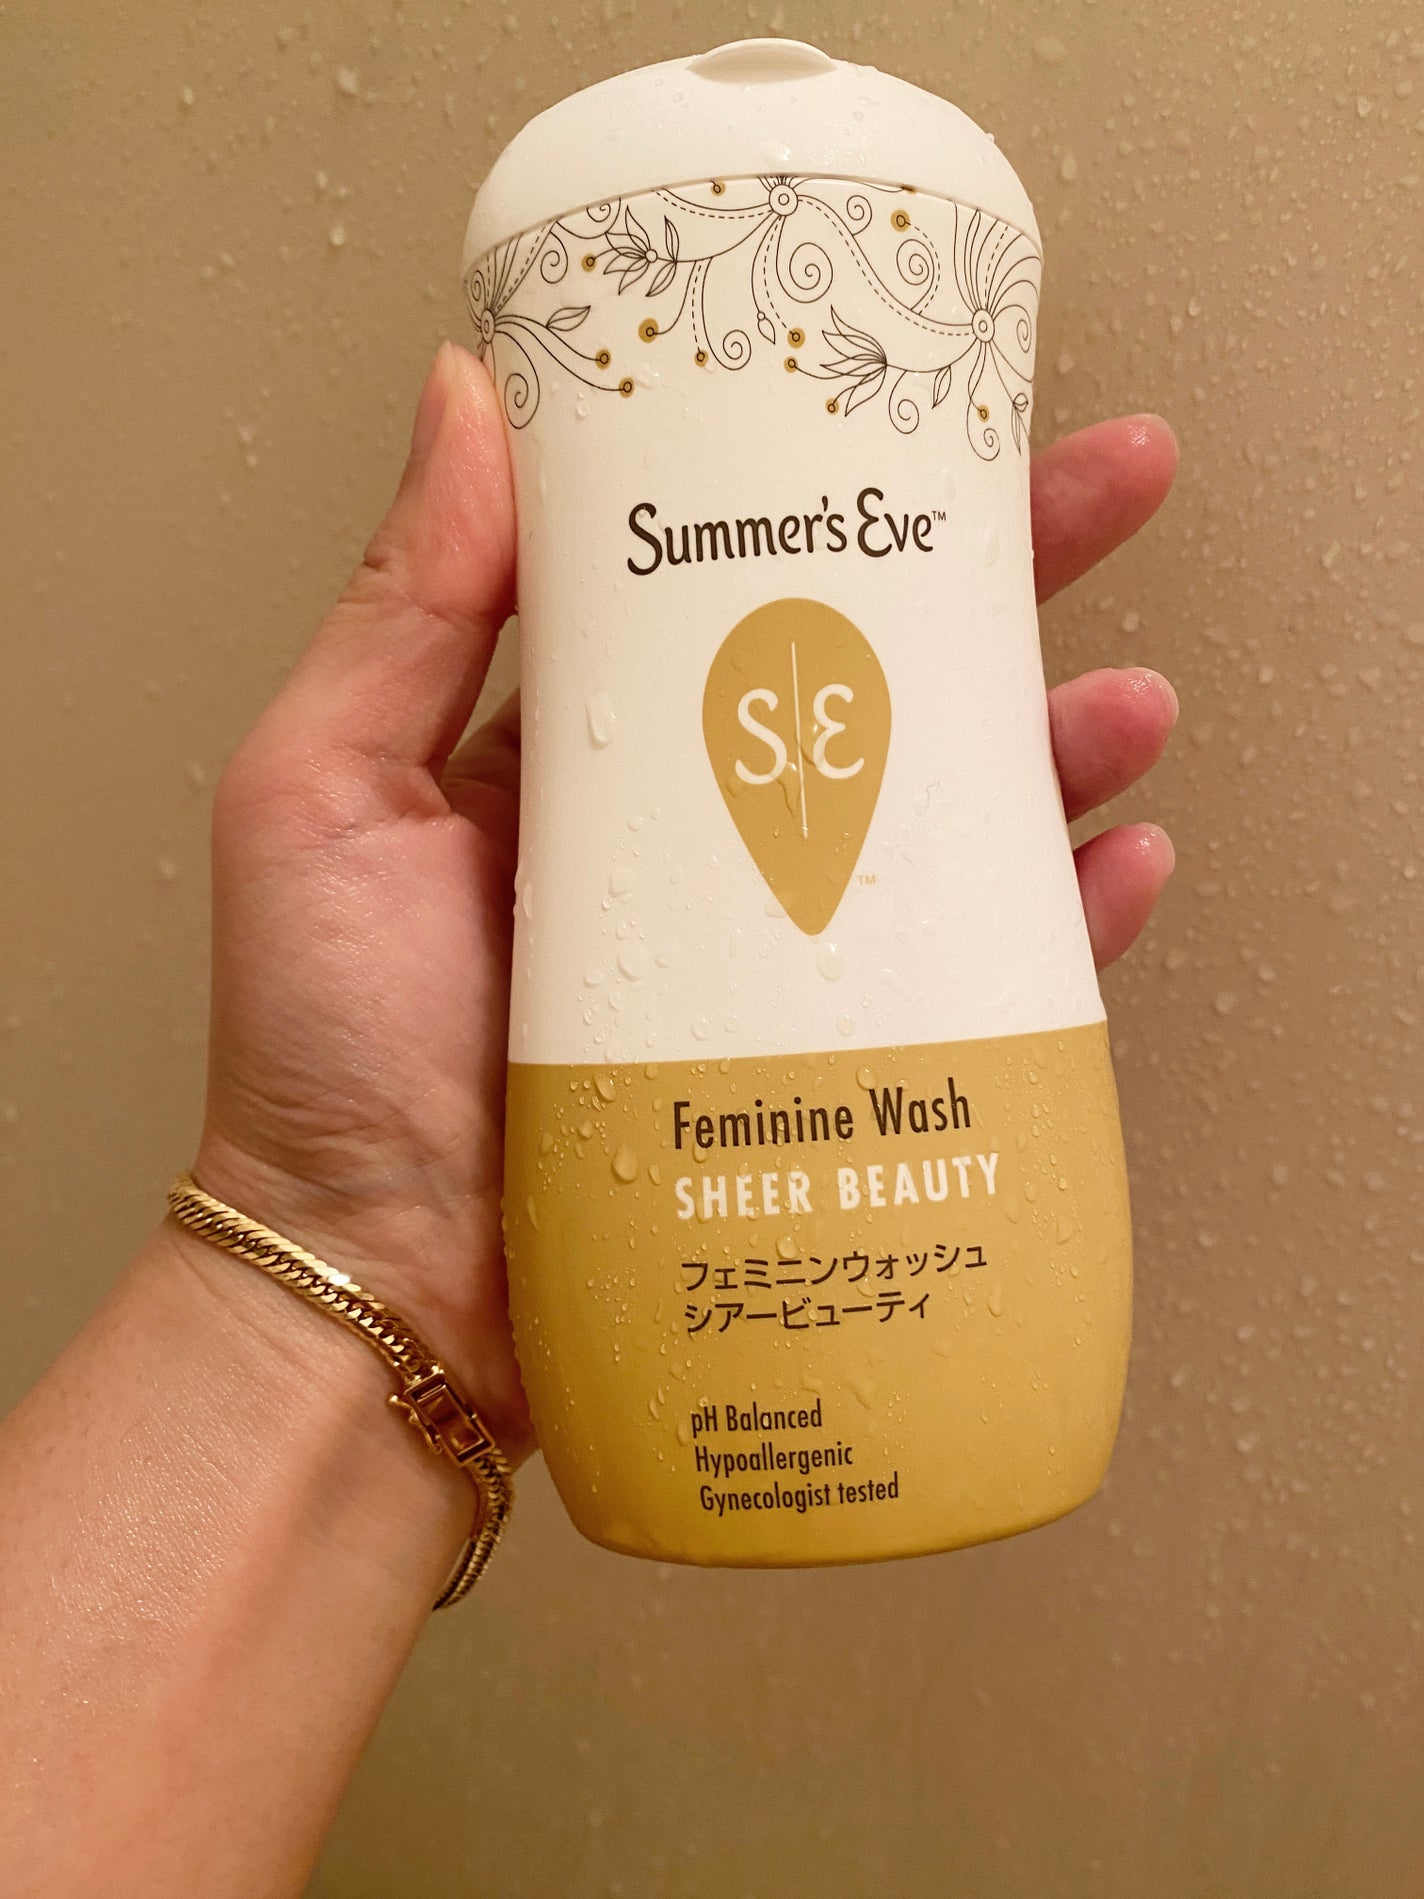 Summer's Eve™
S|E
™
Feminine Wash
SHEER BEAUTY
フェミニンウォッシュ
シアービューティ
pH Balanced
Hypoallergenic
Gynecologist tested